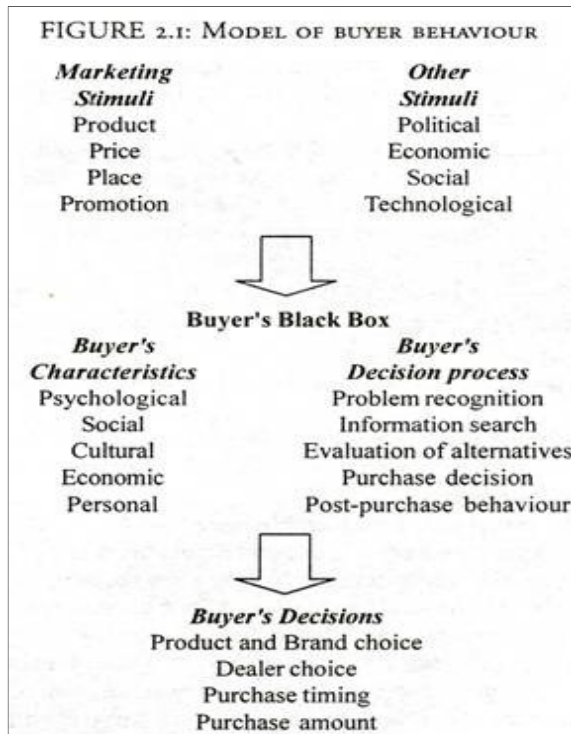 FIGURE 2.1: MODEL OF BUYER BEHAVIOUR
Marketing
Stimuli
Product
Price
Place
Promotion
Other
Stimuli
Political
Economic
Social
Technological
Buyer's Black Box
Buyer's
Characteristics
Psychological
Social
Cultural
Economic
Personal
Buyer's
Decision process
Problem recognition
Information search
Evaluation of alternatives
Purchase decision
Post-purchase behaviour
Buyer's Decisions
Product and Brand choice
Dealer choice
Purchase timing
Purchase amount